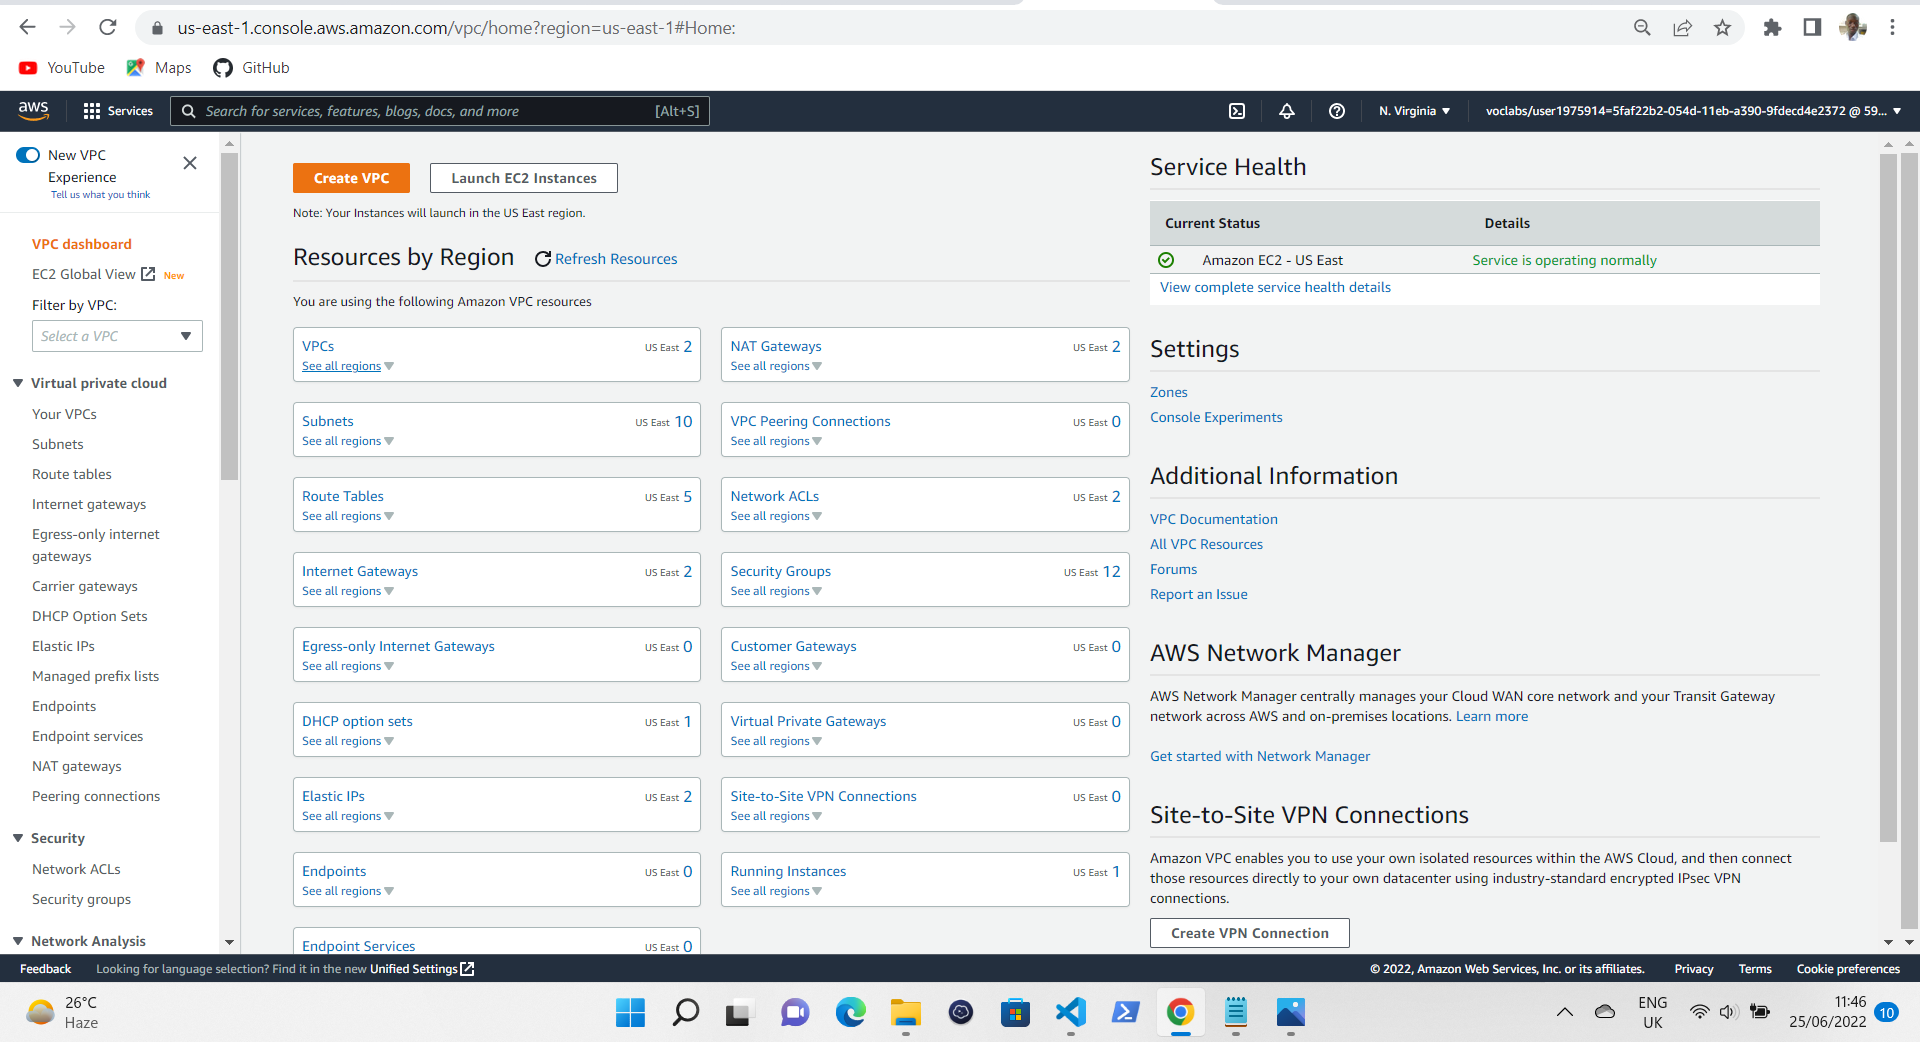 us-east-1.console.aws.amazon.com/vpc/home?region=us-east-1#Home:
YouTube Maps GitHub
aws Services Search for services, features, blogs, docs, and more [Alt+S] N. Virginia voclabs/user1975914=5faf22b2-054d-11eb-a390-9fdecd4e2372 @ 59...
New VPC
Experience
Tell us what you think
VPC dashboard
EC2 Global View New
Filter by VPC:
Select a VPC
Virtual private cloud
Your VPCs
Subnets
Route tables
Internet gateways
Egress-only internet
gateways
Carrier gateways
DHCP Option Sets
Elastic IPs
Managed prefix lists
Endpoints
Endpoint services
NAT gateways
Peering connections
Security
Network ACLs
Security groups
Network Analysis
Create VPC Launch EC2 Instances
Note: Your Instances will launch in the US East region.
Resources by Region Refresh Resources
You are using the following Amazon VPC resources
VPCs US East 2
See all regions
NAT Gateways US East 2
See all regions
Subnets US East 10
See all regions
VPC Peering Connections US East 0
See all regions
Route Tables US East 5
See all regions
Network ACLs US East 2
See all regions
Internet Gateways US East 2
See all regions
Security Groups US East 12
See all regions
Egress-only Internet Gateways US East 0
See all regions
Customer Gateways US East 0
See all regions
DHCP option sets US East 1
See all regions
Virtual Private Gateways US East 0
See all regions
Elastic IPs US East 2
See all regions
Site-to-Site VPN Connections US East 0
See all regions
Endpoints US East 0
See all regions
Running Instances US East 1
See all regions
Endpoint Services US East 0
Service Health
Current Status Details
Amazon EC2 - US East Service is operating normally
View complete service health details
Settings
Zones
Console Experiments
Additional Information
VPC Documentation
All VPC Resources
Forums
Report an Issue
AWS Network Manager
AWS Network Manager centrally manages your Cloud WAN core network and your Transit Gateway
network across AWS and on-premises locations. Learn more
Get started with Network Manager
Site-to-Site VPN Connections
Amazon VPC enables you to use your own isolated resources within the AWS Cloud, and then connect
those resources directly to your own datacenter using industry-standard encrypted IPsec VPN
connections.
Create VPN Connection
Feedback Looking for language selection? Find it in the new Unified Settings © 2022, Amazon Web Services, Inc. or its affiliates. Privacy Terms Cookie preferences
26°C
Haze
ENG
UK
11:46
25/06/2022
10